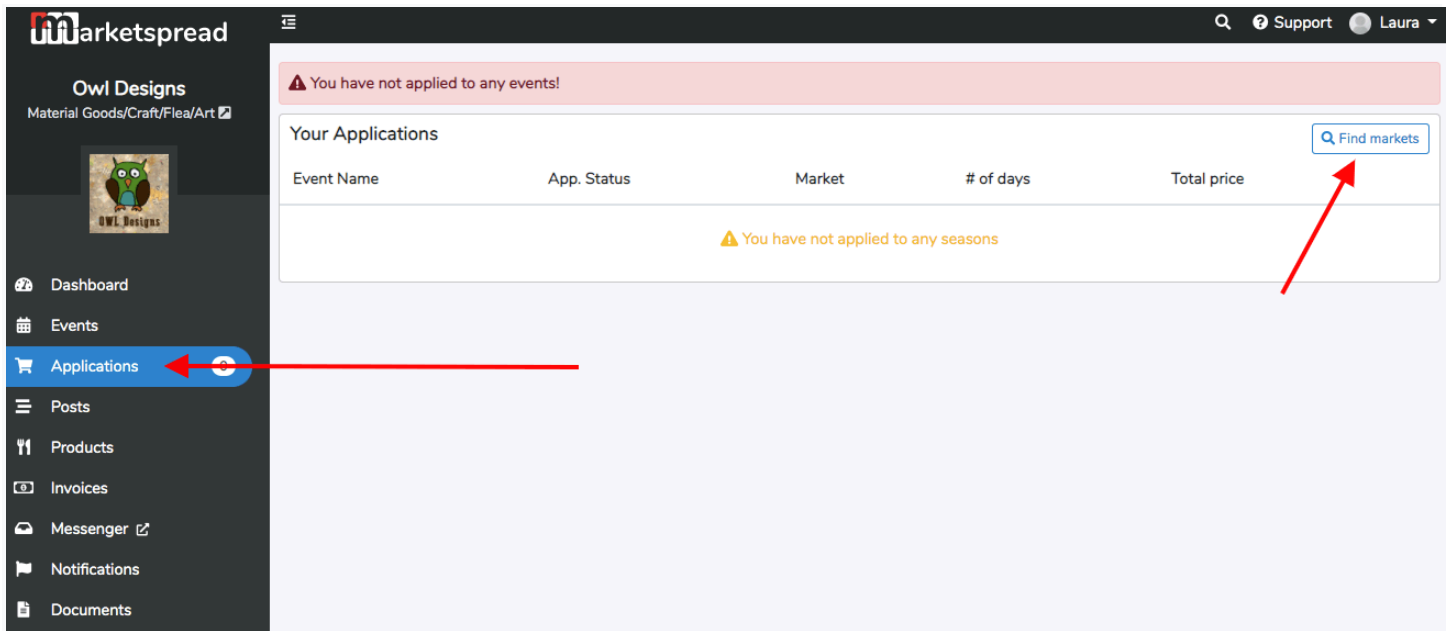 marketspread
Support
Laura
Owl Designs
Material Goods/Craft/Flea/Art
OWL Designs
Dashboard
Events
Applications
Posts
Products
Invoices
Messenger
Notifications
Documents
You have not applied to any events!
Your Applications
Find markets
Event Name App. Status Market # of days Total price
You have not applied to any seasons